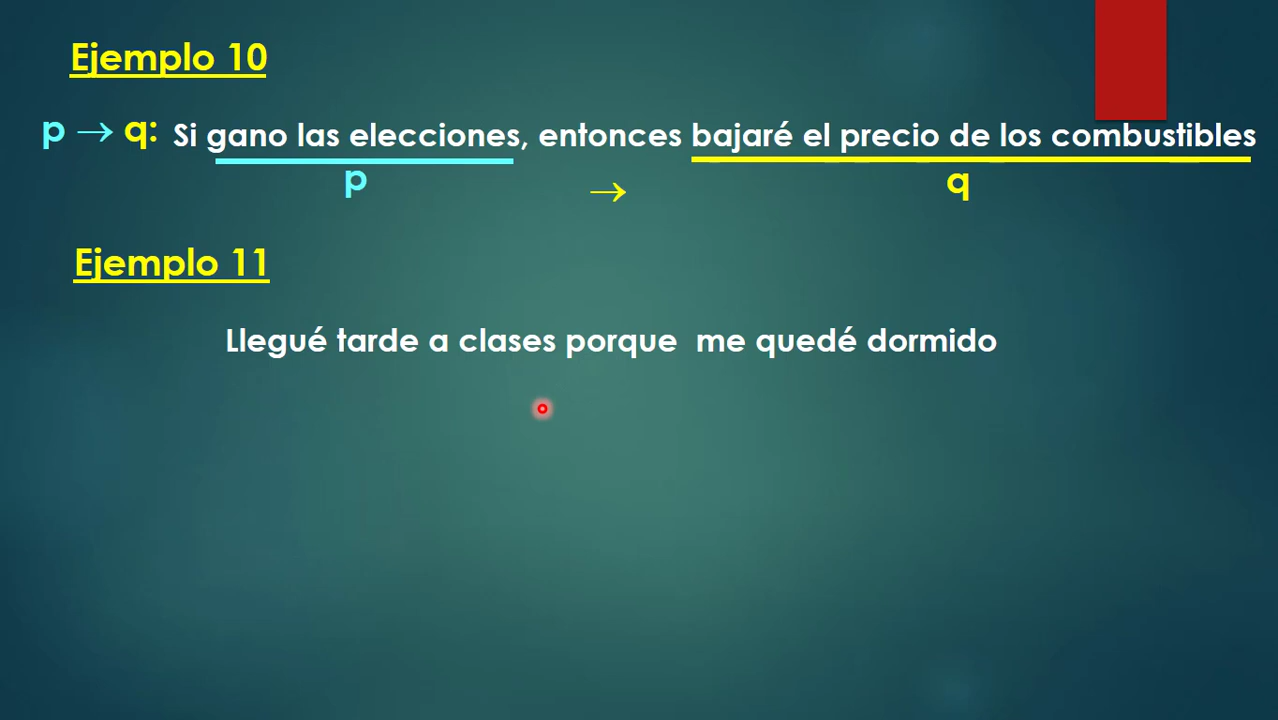 Ejemplo 10
p → q: Si gano las elecciones, entonces bajaré el precio de los combustibles
p → q
Ejemplo 11
Llegué tarde a clases porque me quedé dormido